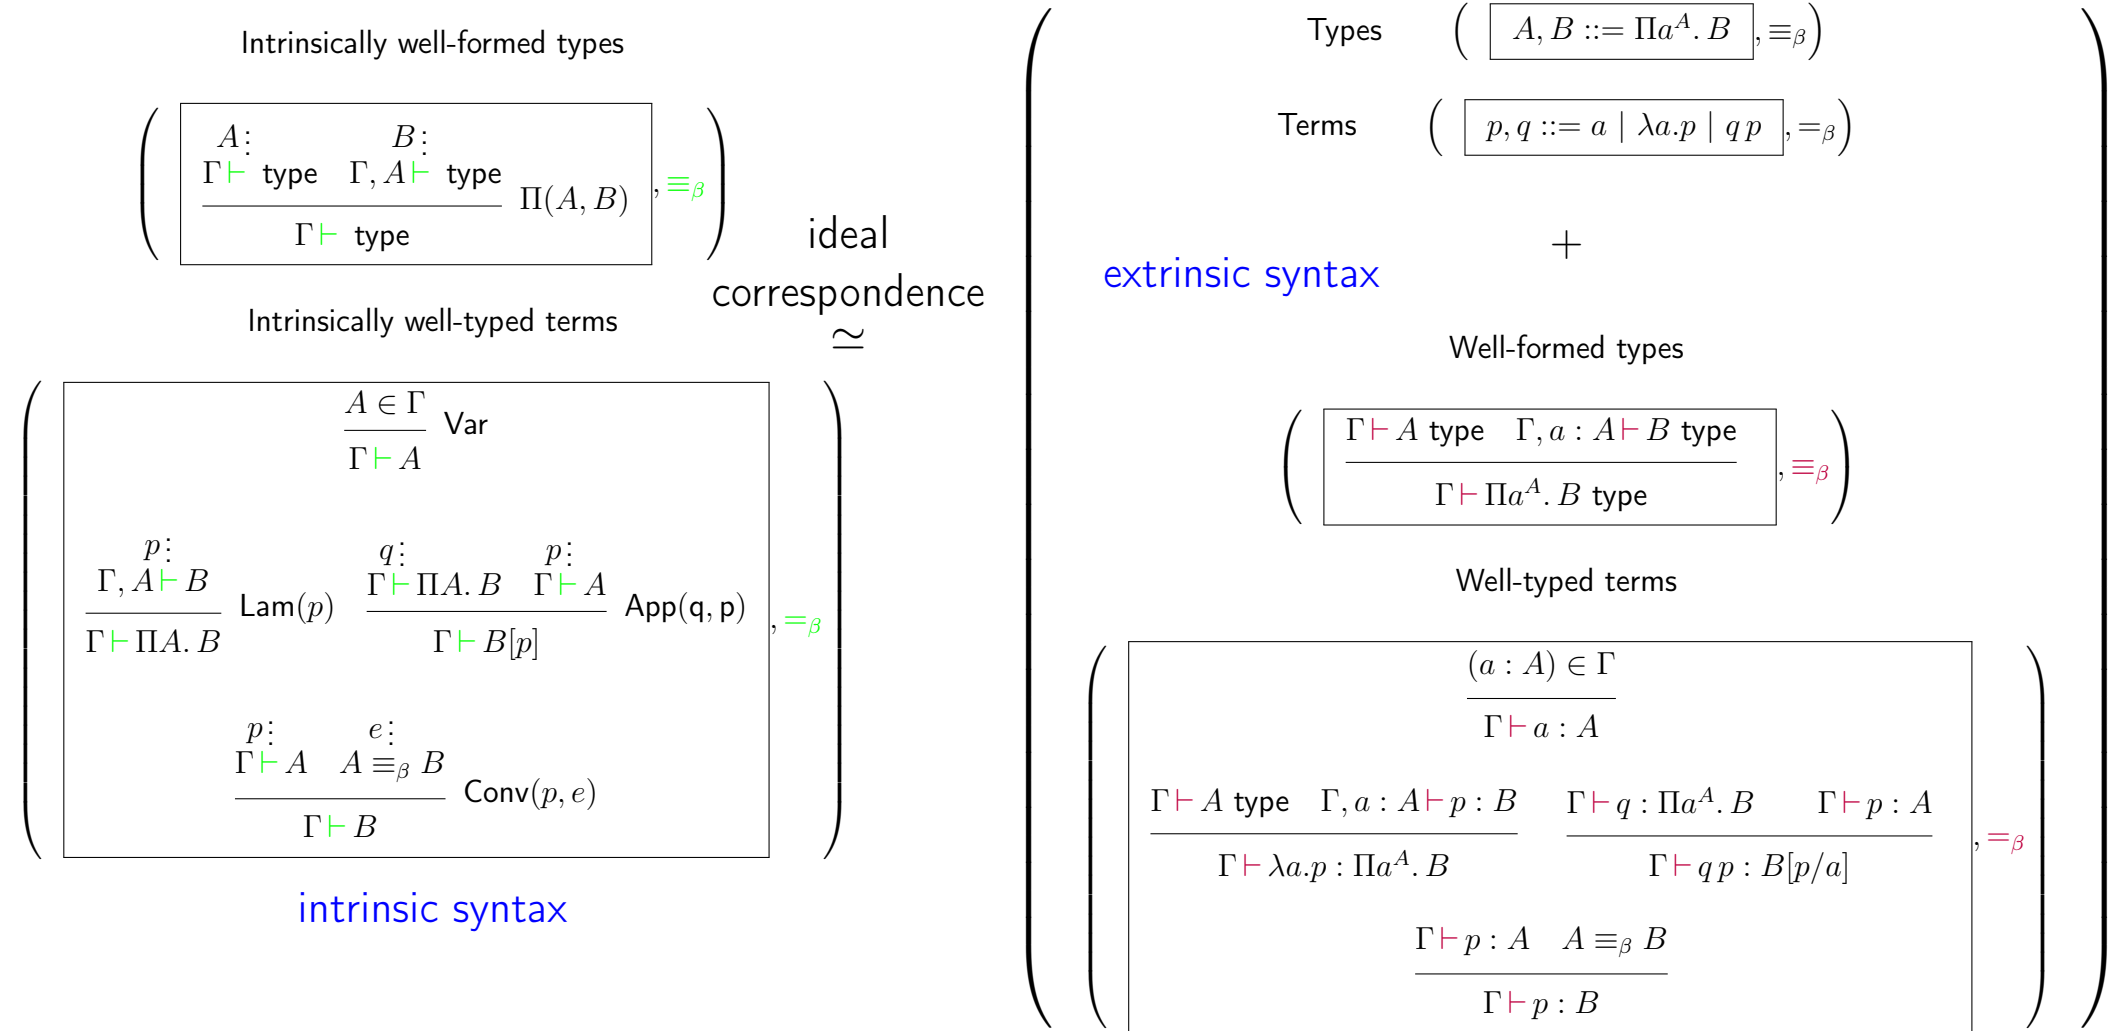 Intrinsically well-formed types
A ⋮ B ⋮
Γ ⊢ type Γ, A ⊢ type
Π(A, B)
Γ ⊢ type
, ≡β
Intrinsically well-typed terms
A ∈ Γ
Var
Γ ⊢ A
p ⋮ q ⋮ p ⋮
Γ, A ⊢ B Γ ⊢ ΠA. B Γ ⊢ A
Lam(p) App(q, p)
Γ ⊢ ΠA. B Γ ⊢ B[p]
, =β
p ⋮ e ⋮
Γ ⊢ A A ≡β B
Conv(p, e)
Γ ⊢ B
intrinsic syntax
ideal
correspondence
≃
Types ( A, B ::= Πa^A. B , ≡β )
Terms ( p, q ::= a | λa.p | q p , =β )
+
extrinsic syntax
Well-formed types
Γ ⊢ A type Γ, a : A ⊢ B type
Γ ⊢ Πa^A. B type
, ≡β
Well-typed terms
(a : A) ∈ Γ
Γ ⊢ a : A
Γ ⊢ A type Γ, a : A ⊢ p : B Γ ⊢ q : Πa^A. B Γ ⊢ p : A
Γ ⊢ λa.p : Πa^A. B Γ ⊢ q p : B[p/a]
, =β
Γ ⊢ p : A A ≡β B
Γ ⊢ p : B